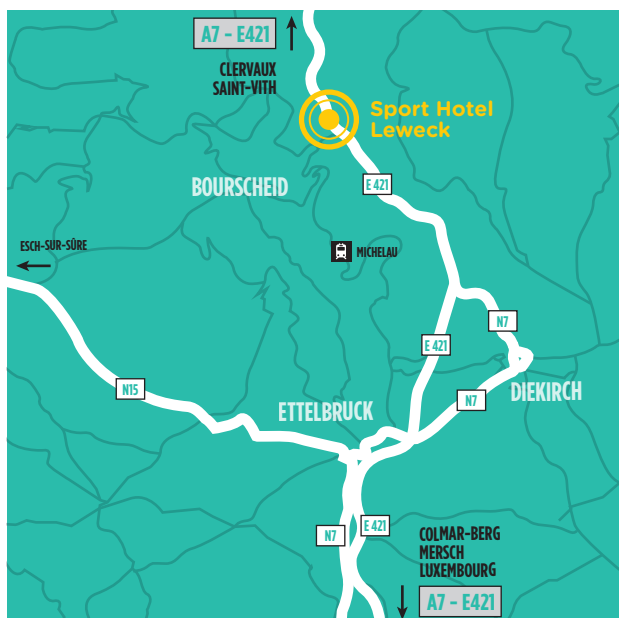 A7 - E421
CLERVAUX
SAINT-VITH
Sport Hotel
Leweck
E 421
BOURSCHEID
ESCH-SUR-SÛRE
MICHELAU
N7
E 421
N15
ETTELBRUCK
N7
DIEKIRCH
N7
E 421
COLMAR-BERG
MERSCH
LUXEMBOURG
A7 - E421